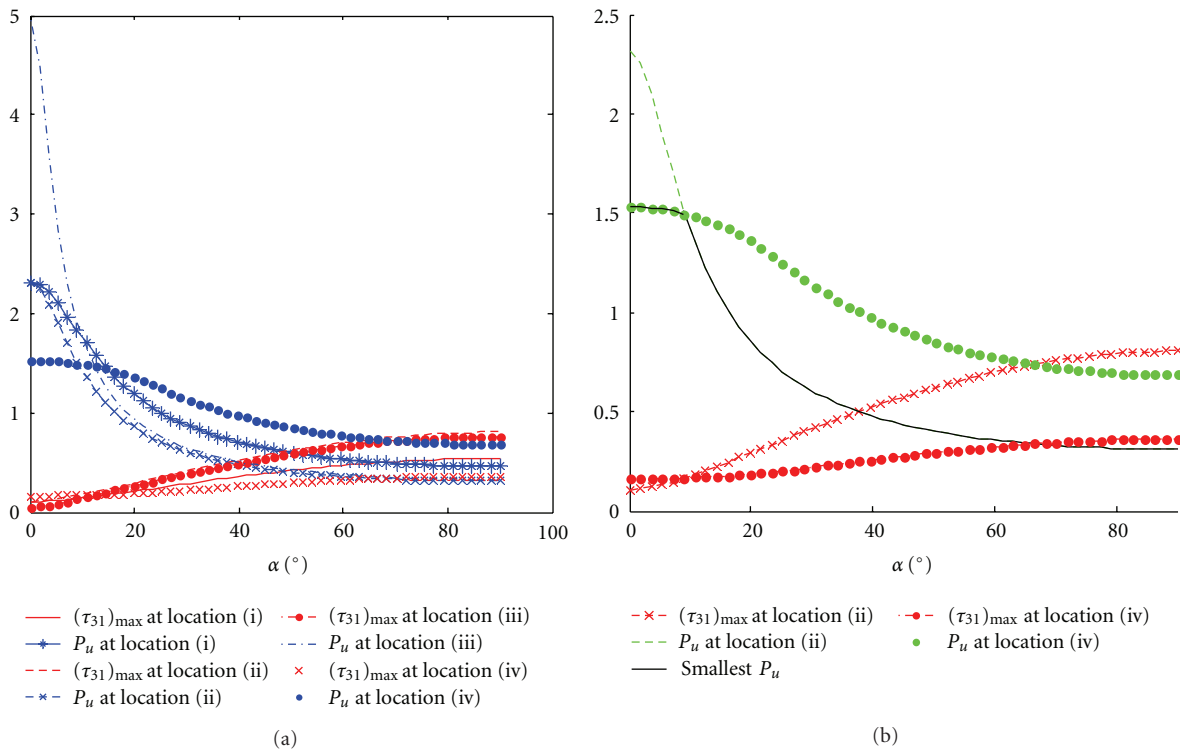 5
4
3
2
1
0
0
20
40
60
80
100
α (°)
(τ31)max at location (i)
Pu at location (i)
(τ31)max at location (ii)
Pu at location (ii)
(τ31)max at location (iii)
Pu at location (iii)
(τ31)max at location (iv)
Pu at location (iv)
(a)
2.5
2
1.5
1
0.5
0
0
20
40
60
80
α (°)
(τ31)max at location (ii)
Pu at location (ii)
Smallest Pu
(τ31)max at location (iv)
Pu at location (iv)
(b)